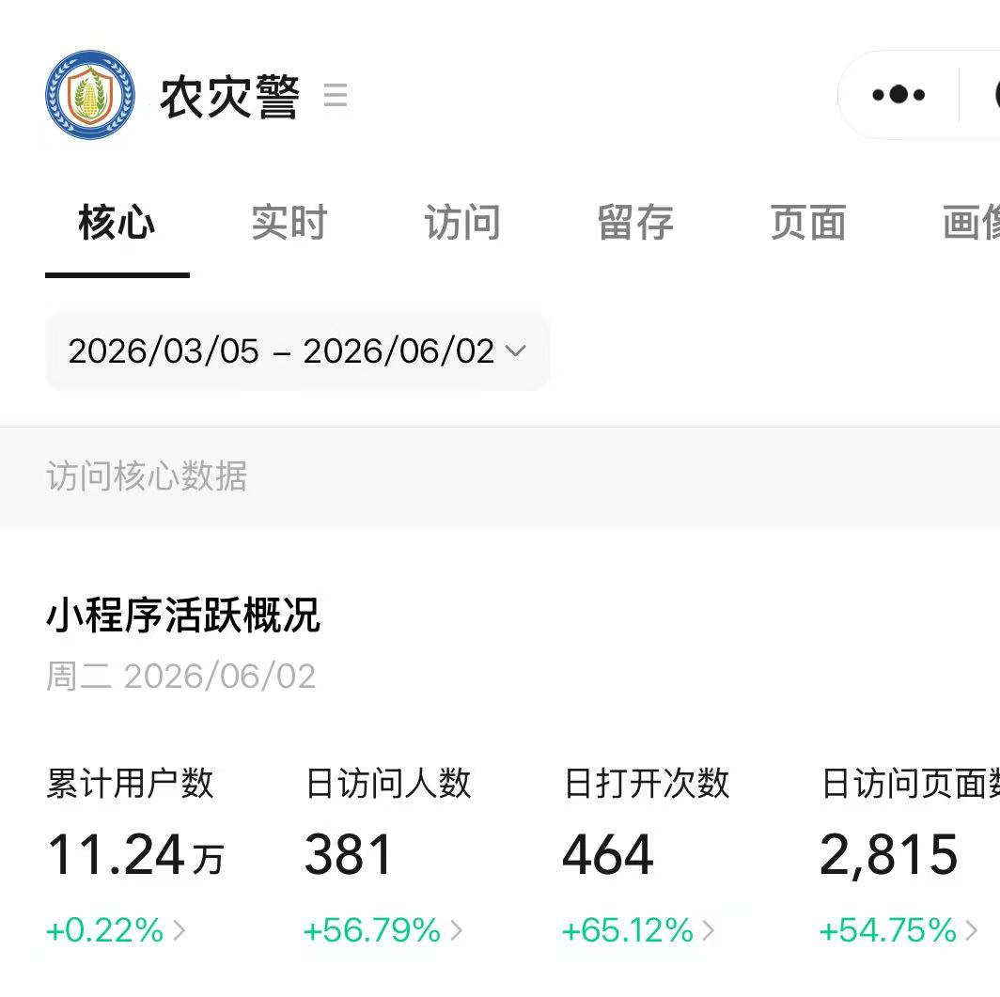 农灾警
核心 实时 访问 留存 页面 画像
2026/03/05 – 2026/06/02
访问核心数据
小程序活跃概况
周二 2026/06/02
累计用户数 日访问人数 日打开次数 日访问页面数
11.24万 381 464 2,815
+0.22% +56.79% +65.12% +54.75%